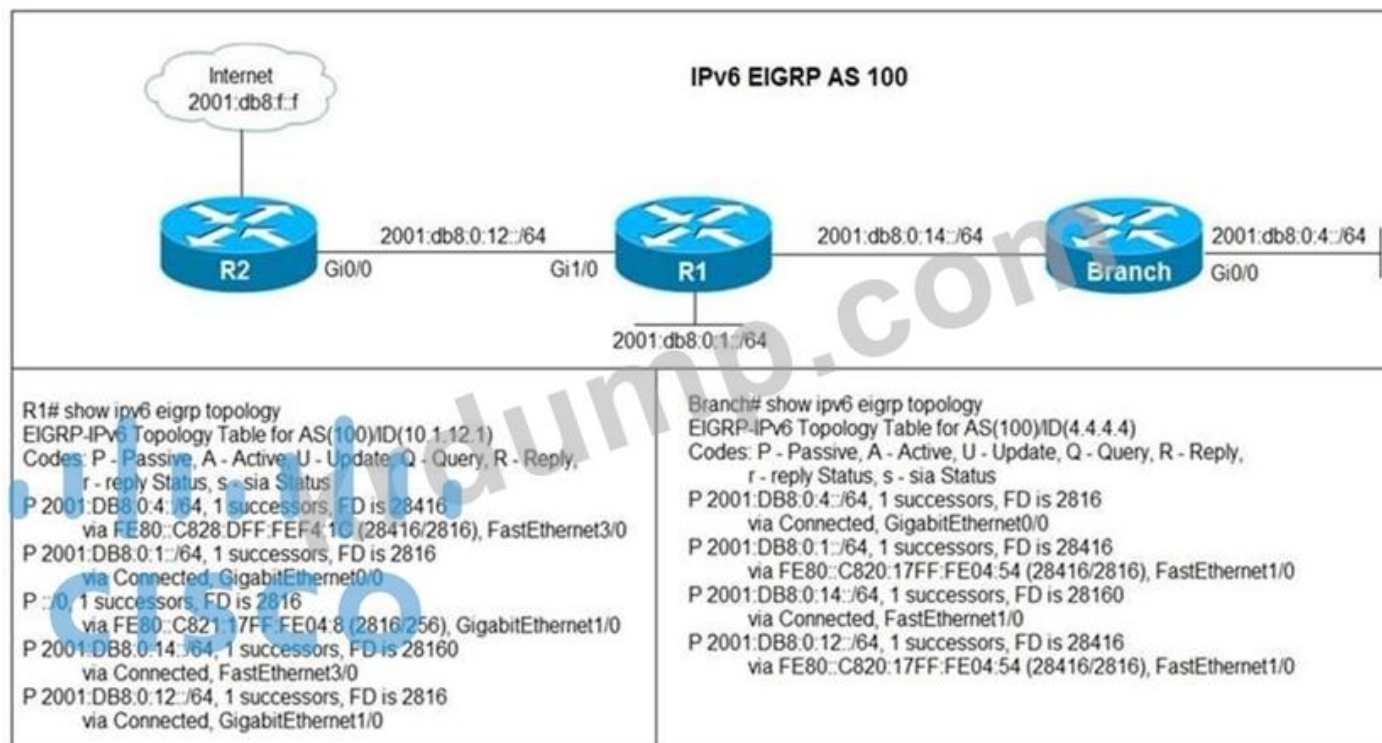 Internet
2001:db8:f::f
IPv6 EIGRP AS 100
2001:db8:0:12::/64
2001:db8:0:14::/64
2001:db8:0:4::/64
R2
Gi0/0
Gi1/0
R1
Branch
Gi0/0
2001:db8:0:1::/64
R1# show ipv6 eigrp topology
EIGRP-IPv6 Topology Table for AS(100)/ID(10.1.12.1)
Codes: P - Passive, A - Active, U - Update, Q - Query, R - Reply,
r - reply Status, s - sia Status
P 2001:DB8:0:4::/64, 1 successors, FD is 28416
via FE80::C828:DFF:FEF4:1C (28416/2816), FastEthernet3/0
P 2001:DB8:0:1::/64, 1 successors, FD is 2816
via Connected, GigabitEthernet0/0
P ::/0, 1 successors, FD is 2816
via FE80::C821:17FF:FE04:8 (2816/256), GigabitEthernet1/0
P 2001:DB8:0:14::/64, 1 successors, FD is 28160
via Connected, FastEthernet3/0
P 2001:DB8:0:12::/64, 1 successors, FD is 2816
via Connected, GigabitEthernet1/0
Branch# show ipv6 eigrp topology
EIGRP-IPv6 Topology Table for AS(100)/ID(4.4.4.4)
Codes: P - Passive, A - Active, U - Update, Q - Query, R - Reply,
r - reply Status, s - sia Status
P 2001:DB8:0:4::/64, 1 successors, FD is 2816
via Connected, GigabitEthernet0/0
P 2001:DB8:0:1::/64, 1 successors, FD is 28416
via FE80::C820:17FF:FE04:54 (28416/2816), FastEthernet1/0
P 2001:DB8:0:14::/64, 1 successors, FD is 28160
via Connected, FastEthernet1/0
P 2001:DB8:0:12::/64, 1 successors, FD is 28416
via FE80::C820:17FF:FE04:54 (28416/2816), FastEthernet1/0
CISCO